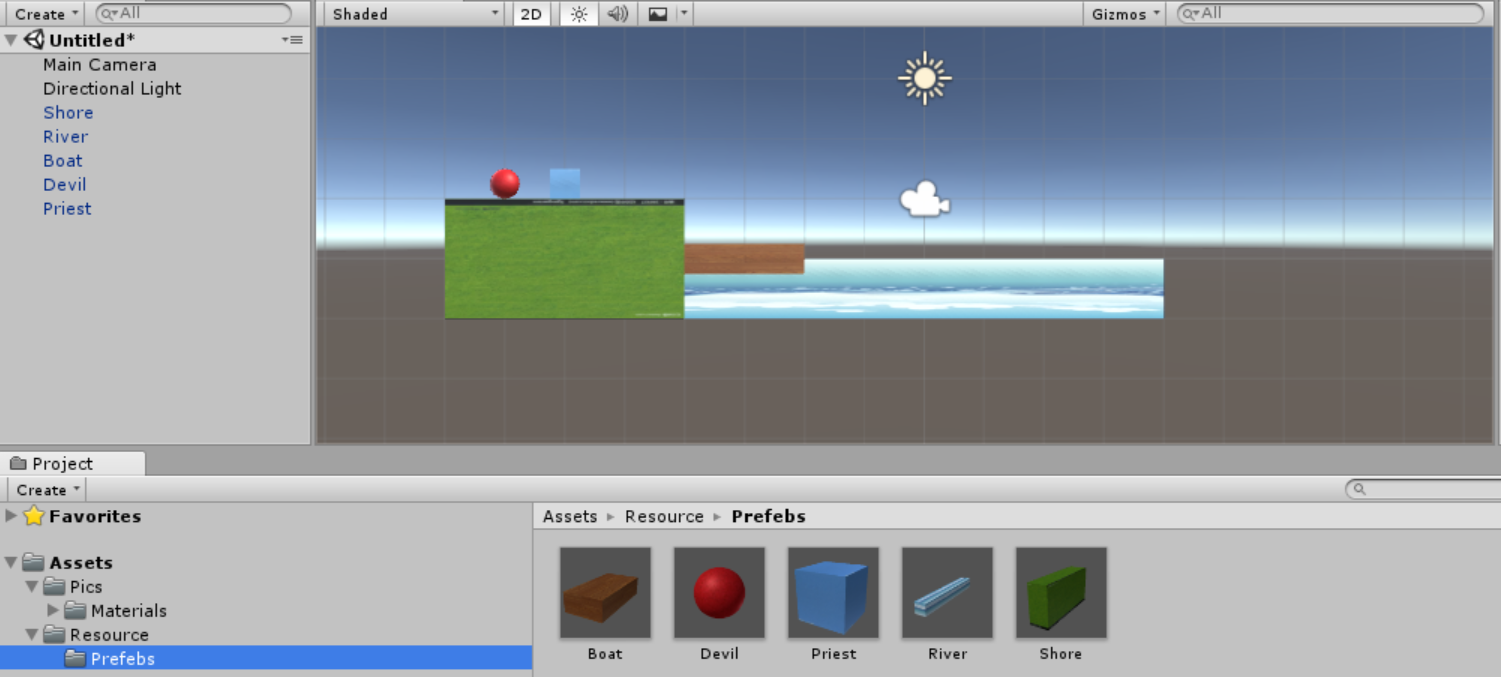 Create All Shaded 2D Gizmos All
Untitled*
Main Camera
Directional Light
Shore
River
Boat
Devil
Priest
Project
Create
Favorites
Assets
Pics
Materials
Resource
Prefebs
Assets Resource Prefebs
Boat Devil Priest River Shore